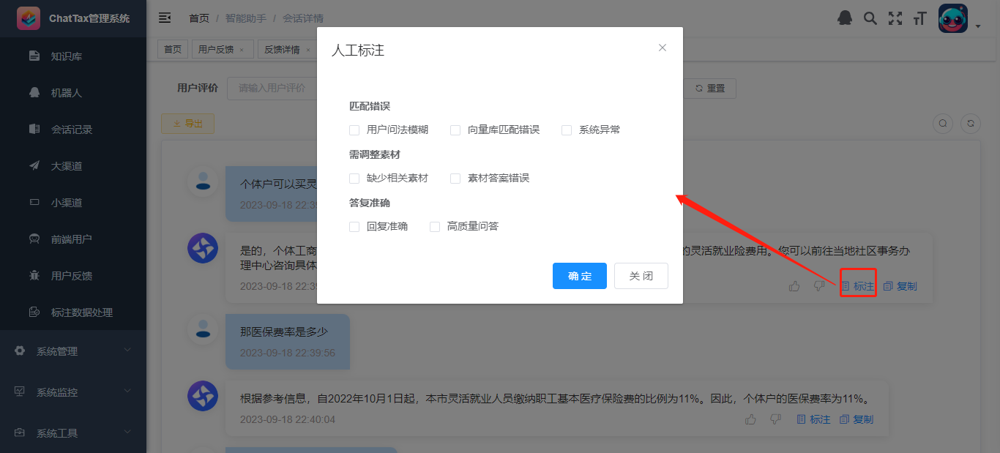 ChatTax管理系统
首页 / 智能助手 / 会话详情
首页 用户反馈 × 反馈详情 ×
知识库
机器人
会话记录
大渠道
小渠道
前端用户
用户反馈
标注数据处理
系统管理
系统监控
系统工具
用户评价 请输入用户评价 重置
导出
人工标注
匹配错误
用户问法模糊 向量库匹配错误 系统异常
需调整素材
缺少相关素材 素材答案错误
答复准确
回复准确 高质量问答
确 定 关 闭
个体户可以买灵
2023-09-18 22:39
是的，个体工商 的灵活就业险费用。您可以前往当地社区事务办
理中心咨询具体
2023-09-18 22:39 标注 复制
那医保费率是多少
2023-09-18 22:39:56
根据参考信息，自2022年10月1日起，本市灵活就业人员缴纳职工基本医疗保险费的比例为11%。因此，个体户的医保费率为11%。
2023-09-18 22:40:04 标注 复制